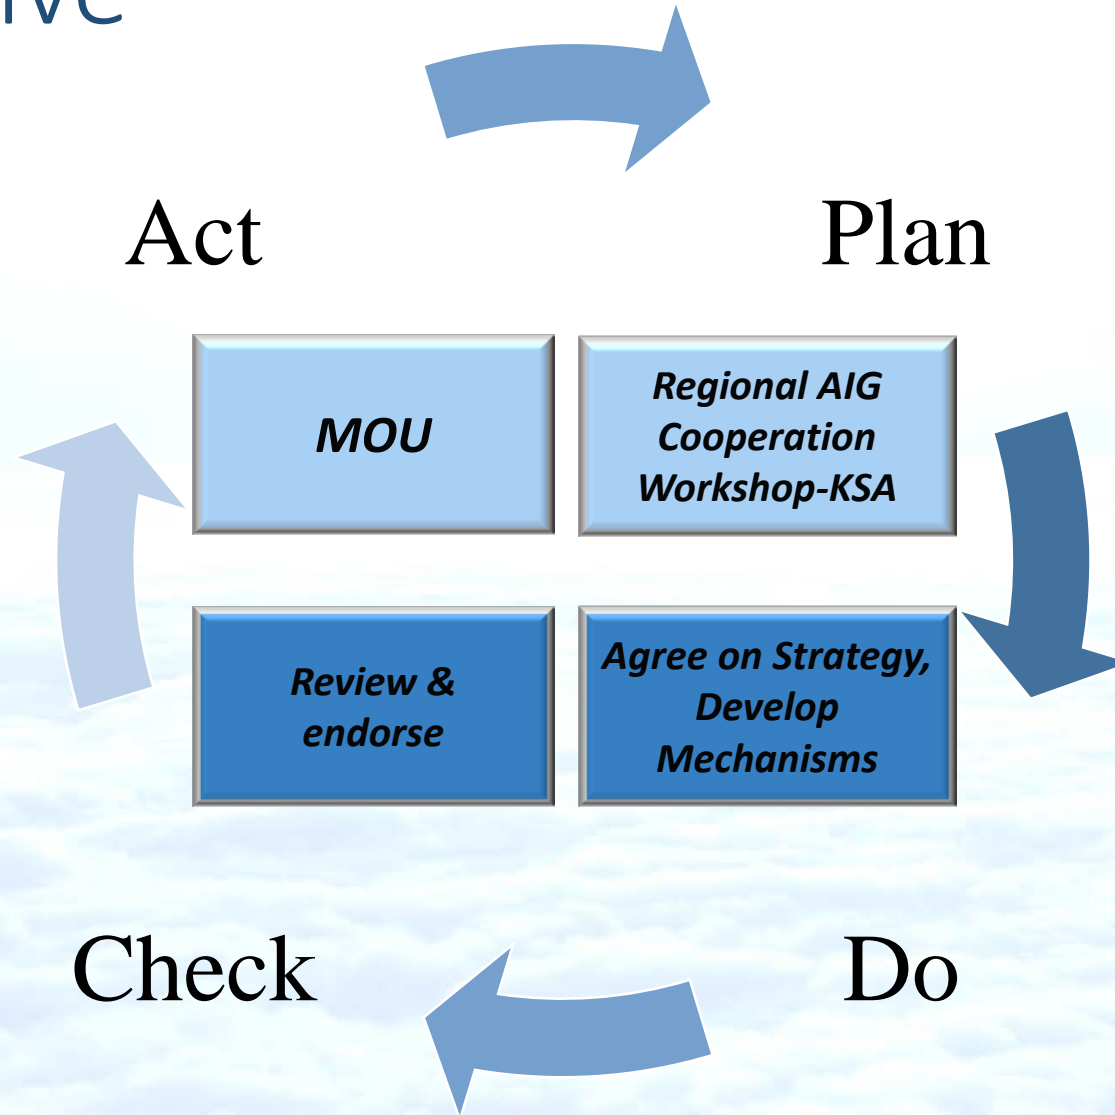 Act
Plan
MOU
Regional AIG
Cooperation
Workshop-KSA
Review &
endorse
Agree on Strategy,
Develop
Mechanisms
Check
Do